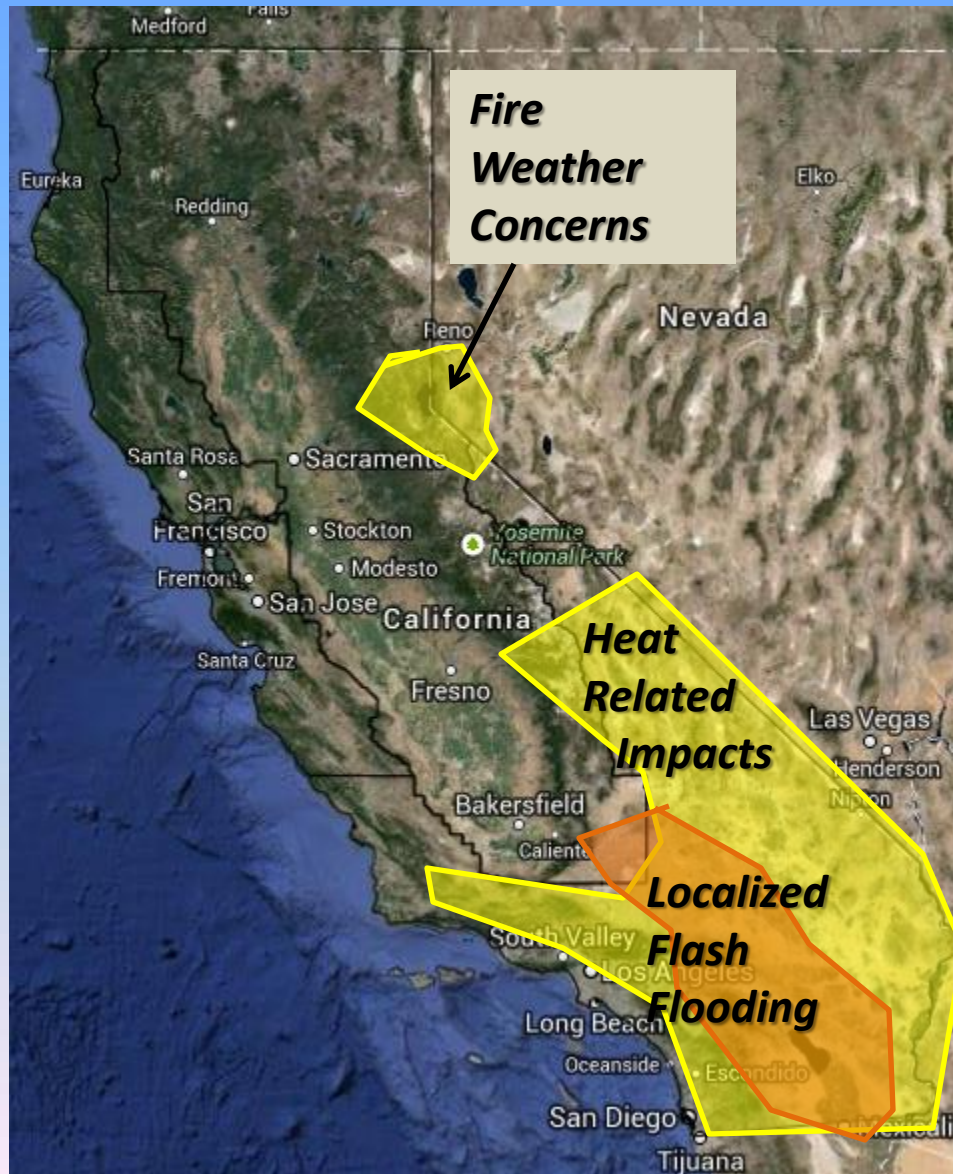 Medford
Falls
Fire
Weather
Concerns
Eureka
Redding
Elko
Nevada
Reno
Santa Rosa
Sacramento
San
Francisco
Stockton
Yosemite
National Park
Modesto
Fremont
San Jose
California
Santa Cruz
Fresno
Heat
Related
Impacts
Las Vegas
Henderson
Nipton
Bakersfield
Caliente
Localized
Flash
Flooding
South Valley
Los Angeles
Long Beach
Oceanside
Escondido
San Diego
Mexicali
Tijuana